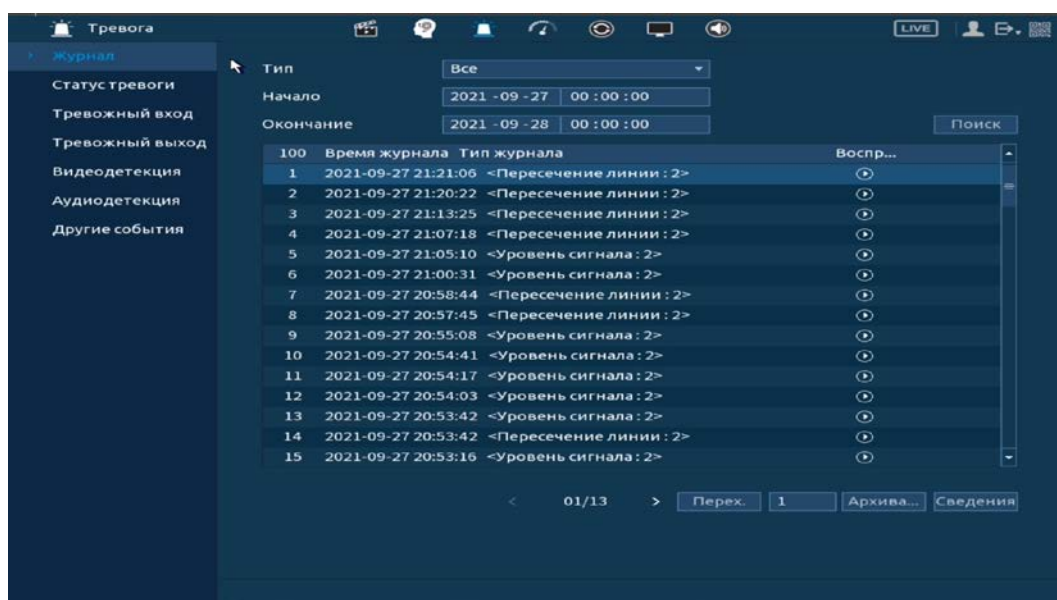 Тревога
LIVE
Журнал
Статус тревоги
Тревожный вход
Тревожный выход
Видеодетекция
Аудиодетекция
Другие события
Тип Все
Начало 2021 - 09 - 27 00 : 00 : 00
Окончание 2021 - 09 - 28 00 : 00 : 00 Поиск
100 Время журнала Тип журнала Воспр...
1 2021-09-27 21:21:06 <Пересечение линии : 2>
2 2021-09-27 21:20:22 <Пересечение линии : 2>
3 2021-09-27 21:13:25 <Пересечение линии : 2>
4 2021-09-27 21:07:18 <Пересечение линии : 2>
5 2021-09-27 21:05:10 <Уровень сигнала : 2>
6 2021-09-27 21:00:31 <Уровень сигнала : 2>
7 2021-09-27 20:58:44 <Пересечение линии : 2>
8 2021-09-27 20:57:45 <Пересечение линии : 2>
9 2021-09-27 20:55:08 <Уровень сигнала : 2>
10 2021-09-27 20:54:41 <Уровень сигнала : 2>
11 2021-09-27 20:54:17 <Уровень сигнала : 2>
12 2021-09-27 20:54:03 <Уровень сигнала : 2>
13 2021-09-27 20:53:42 <Уровень сигнала : 2>
14 2021-09-27 20:53:42 <Пересечение линии : 2>
15 2021-09-27 20:53:16 <Уровень сигнала : 2>
< 01/13 > Перех. 1 Архива... Сведения